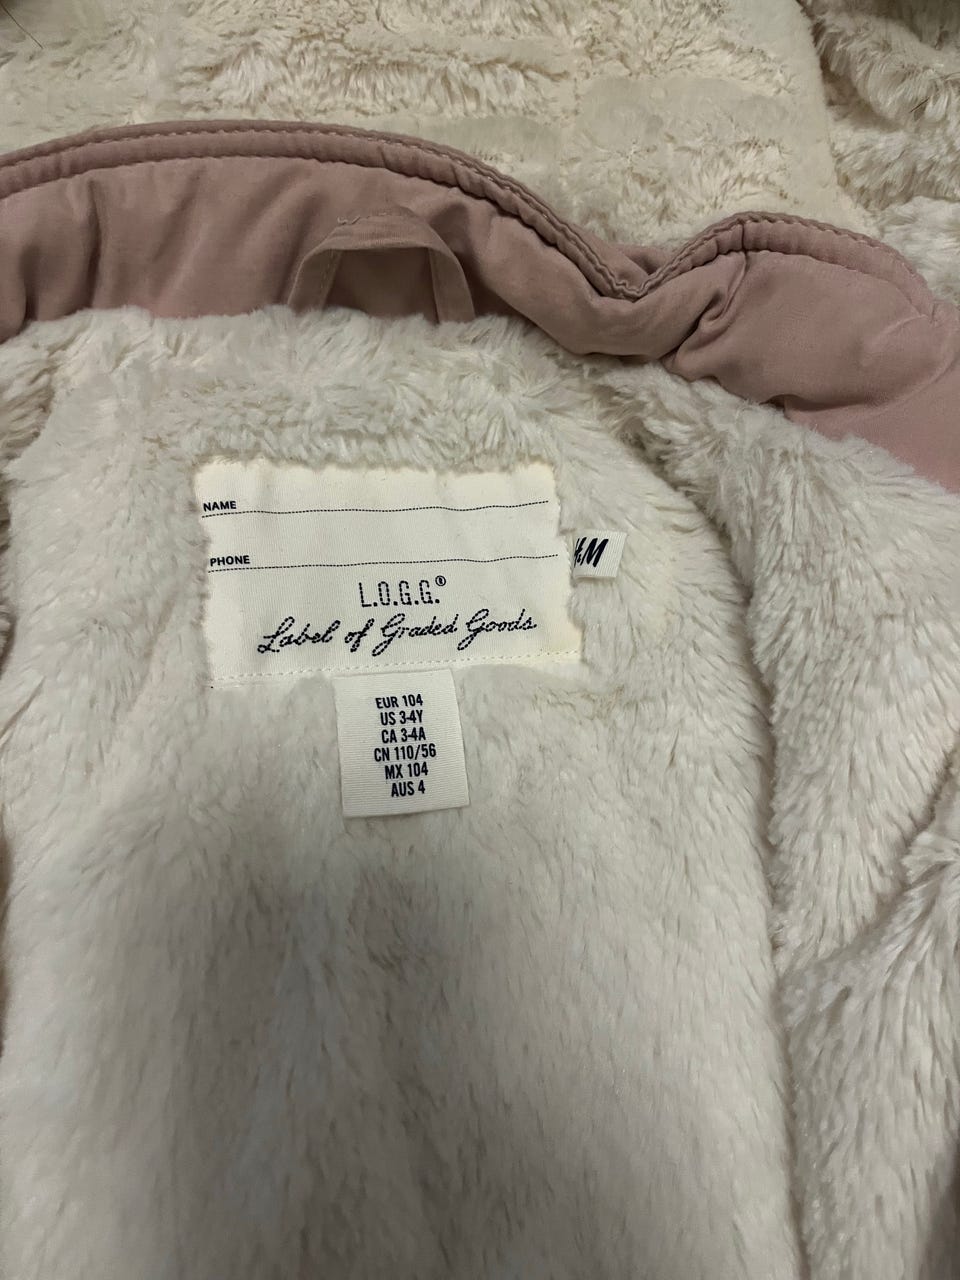 NAME
PHONE
L.O.G.G.®
Label of Graded Goods
&M
EUR 104
US 3-4Y
CA 3-4A
CN 110/56
MX 104
AUS 4